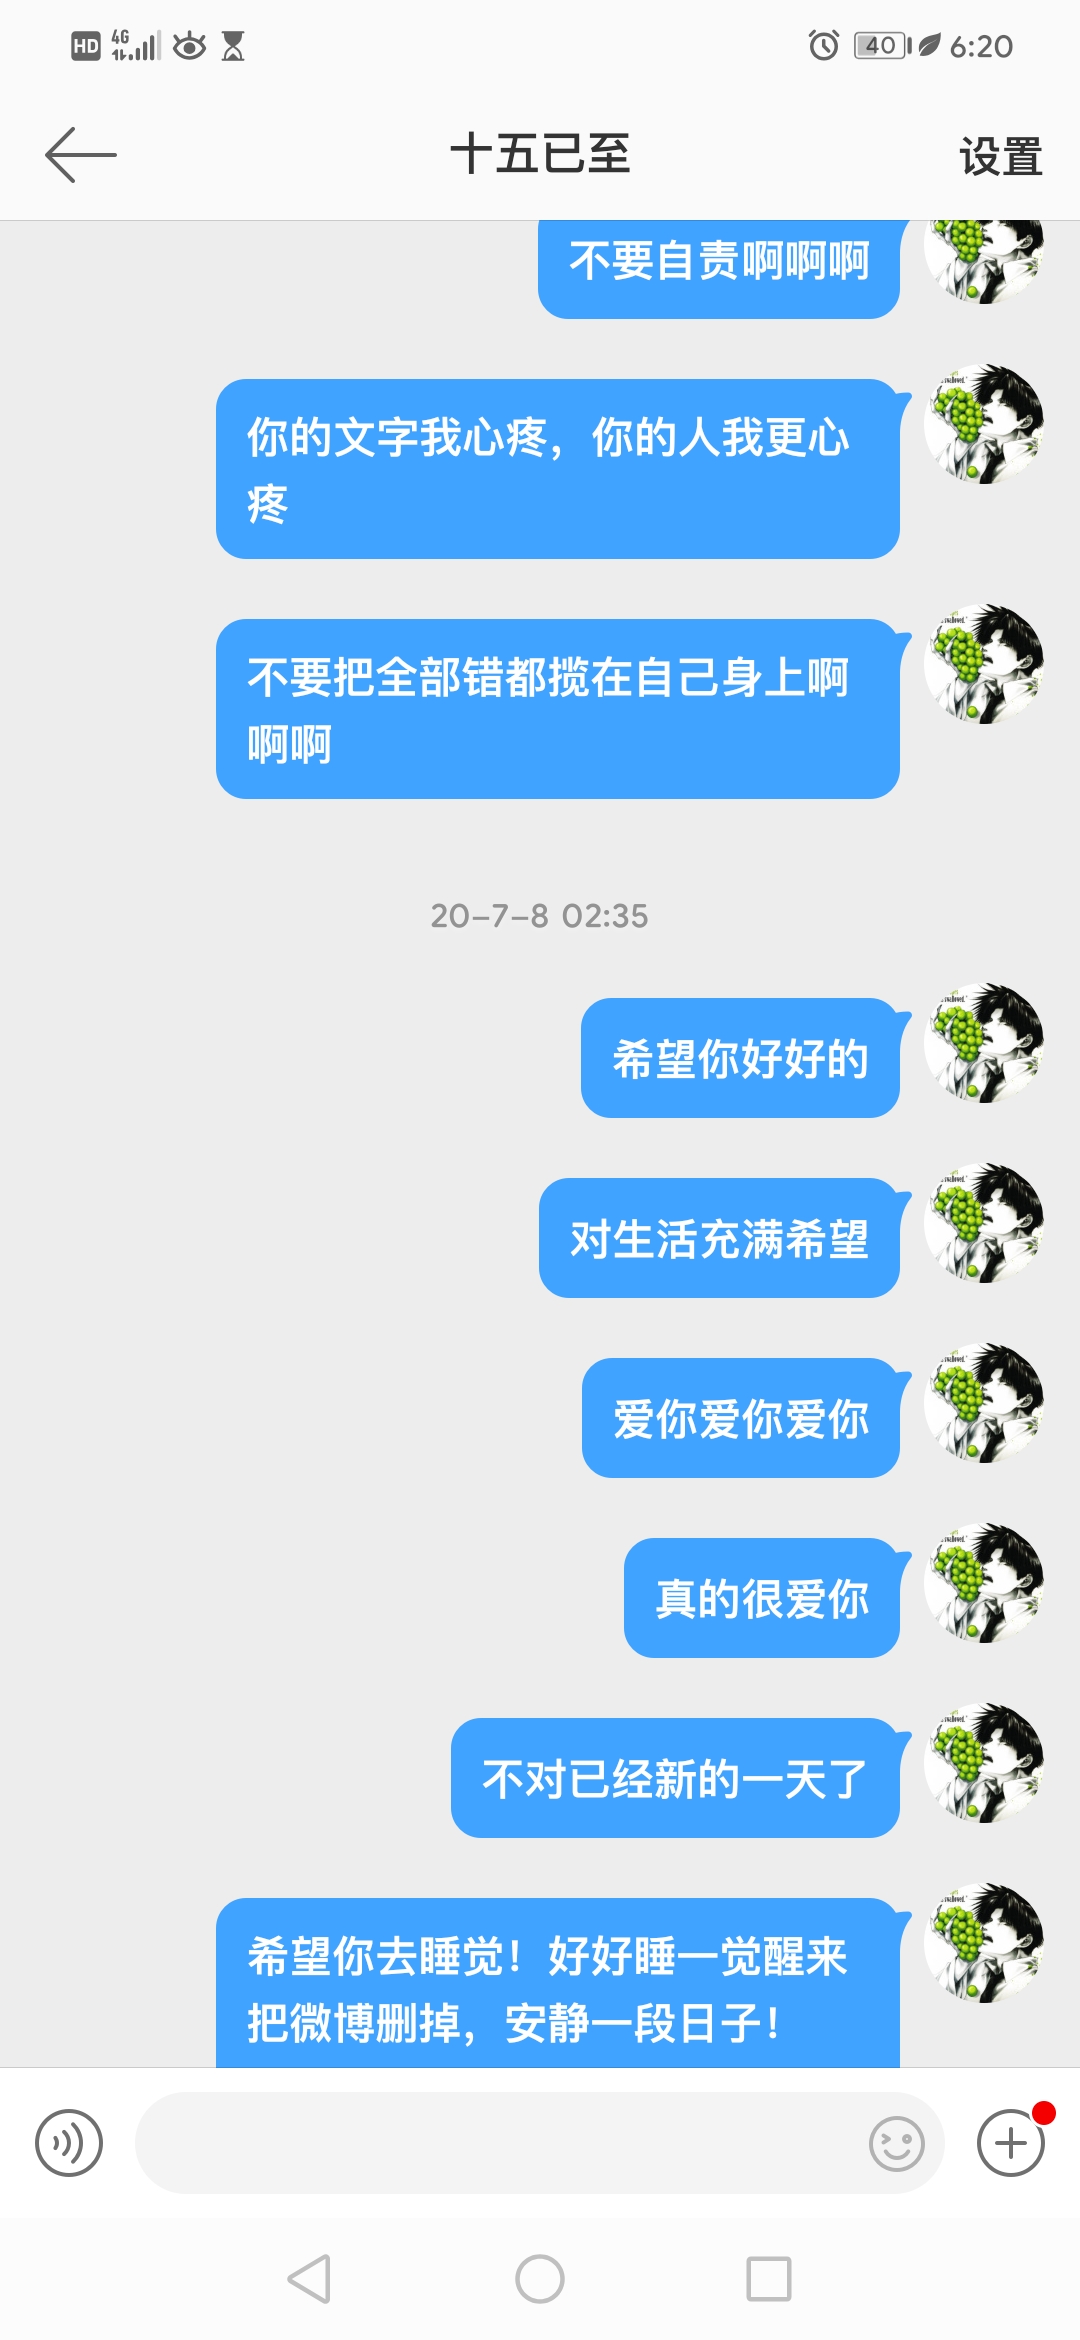 HD 4G 40 6:20
十五已至 设置
不要自责啊啊啊
你的文字我心疼，你的人我更心
疼
不要把全部错都揽在自己身上啊
啊啊
20-7-8 02:35
希望你好好的
对生活充满希望
爱你爱你爱你
真的很爱你
不对已经新的一天了
希望你去睡觉！好好睡一觉醒来
把微博删掉，安静一段日子！